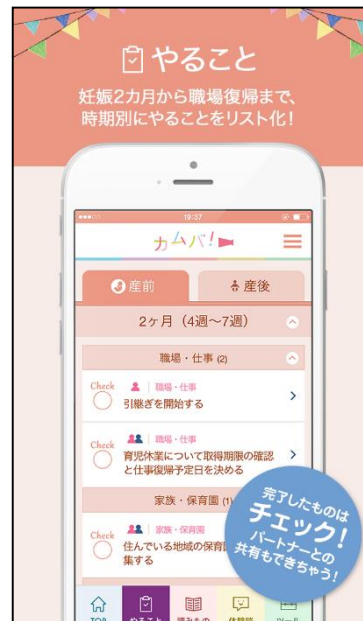 やること
妊娠2カ月から職場復帰まで、
時期別にやることをリスト化!
19:37
カムバ!
産前
産後
2ヶ月（4週～7週）
職場・仕事 (2)
Check
職場・仕事
引継ぎを開始する
Check
職場・仕事
育児休業について取得期限の確認
と仕事復帰予定日を決める
家族・保育園 (1)
Check
家族・保育園
住んでいる地域の保育
集する
完了したものは
チェック!
パートナーとの
共有もできちゃう!
TOP
やること
読みもの
体験談
ツール